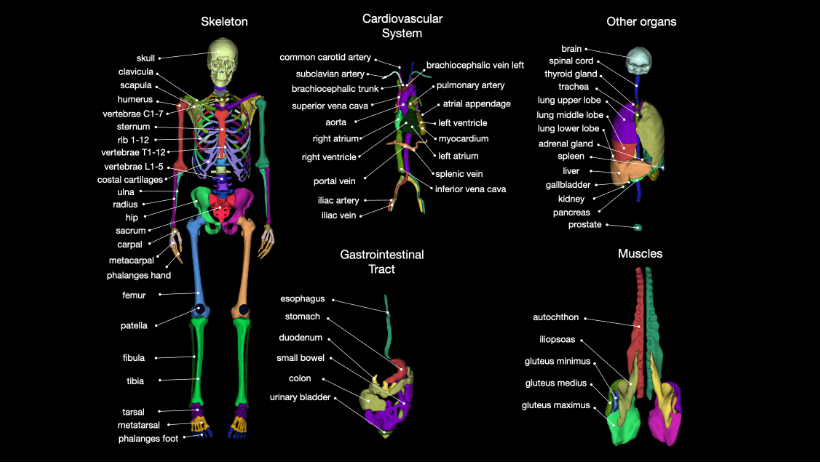 Skeleton
skull
clavicula
scapula
humerus
vertebrae C1-7
sternum
rib 1-12
vertebrae T1-12
vertebrae L1-5
costal cartilages
ulna
radius
hip
sacrum
carpal
metacarpal
phalanges hand
femur
patella
fibula
tibia
tarsal
metatarsal
phalanges foot
Cardiovascular
System
common carotid artery
subclavian artery
brachiocephalic trunk
superior vena cava
aorta
right atrium
right ventricle
portal vein
iliac artery
iliac vein
brachiocephalic vein left
pulmonary artery
atrial appendage
left ventricle
myocardium
left atrium
splenic vein
inferior vena cava
Gastrointestinal
Tract
esophagus
stomach
duodenum
small bowel
colon
urinary bladder
Other organs
brain
spinal cord
thyroid gland
trachea
lung upper lobe
lung middle lobe
lung lower lobe
adrenal gland
spleen
liver
gallbladder
kidney
pancreas
prostate
Muscles
autochthon
iliopsoas
gluteus minimus
gluteus medius
gluteus maximus